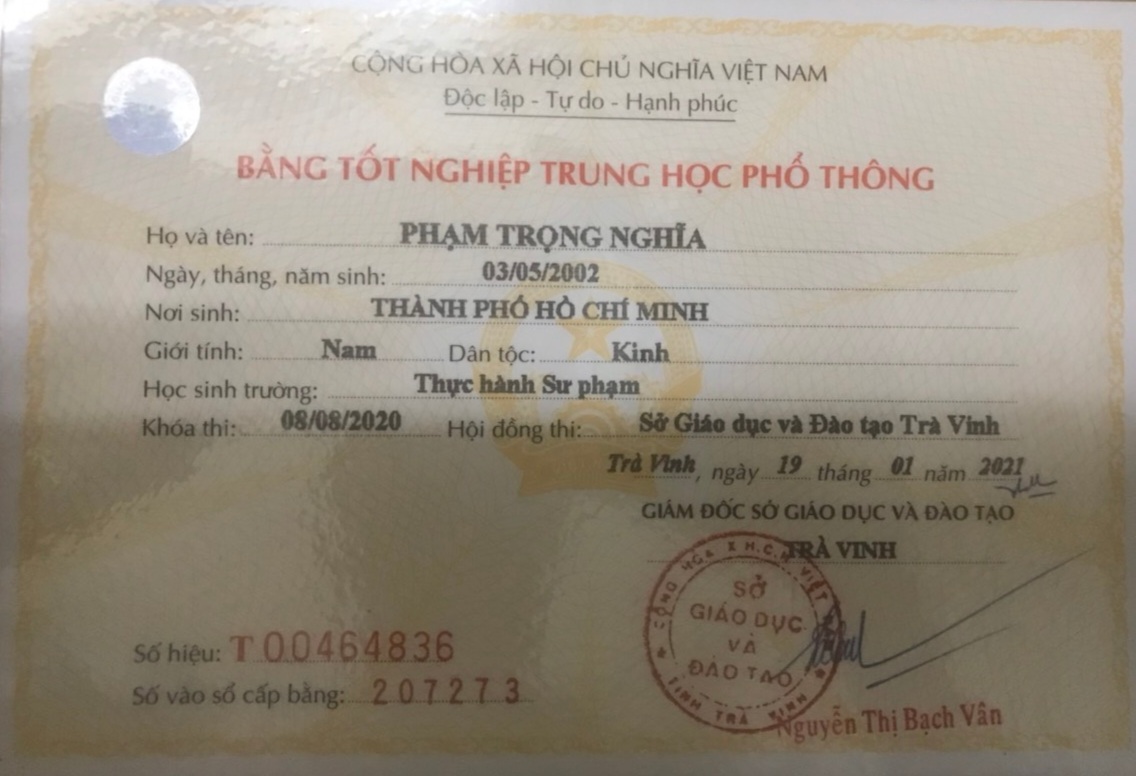 CỘNG HÒA XÃ HỘI CHỦ NGHĨA VIỆT NAM
Độc lập - Tự do - Hạnh phúc
BẰNG TỐT NGHIỆP TRUNG HỌC PHỔ THÔNG
Họ và tên: PHẠM TRỌNG NGHĨA
Ngày, tháng, năm sinh: 03/05/2002
Nơi sinh: THÀNH PHỐ HỒ CHÍ MINH
Giới tính: Nam Dân tộc: Kinh
Học sinh trường: Thực hành Sư phạm
Khóa thi: 08/08/2020 Hội đồng thi: Sở Giáo dục và Đào tạo Trà Vinh
Trà Vinh, ngày 19 tháng 01 năm 2021
GIÁM ĐỐC SỞ GIÁO DỤC VÀ ĐÀO TẠO
TRÀ VINH
CỘNG HÒA X.H.C.N VIỆT
SỞ
GIÁO DỤC
VÀ
ĐÀO TẠO
TỈNH TRÀ VINH
Số hiệu: T 00464836
Số vào sổ cấp bằng: 207273
Nguyễn Thị Bạch Vân